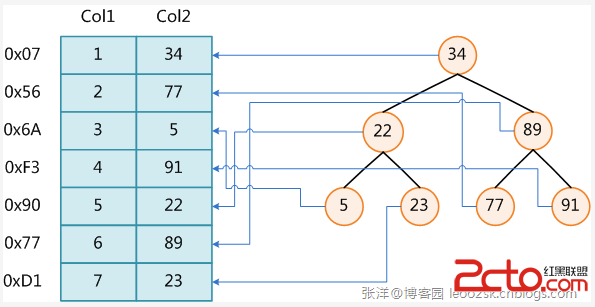 Col1 Col2
0x07 1 34
0x56 2 77
0x6A 3 5
0xF3 4 91
0x90 5 22
0x77 6 89
0xD1 7 23
34
22 89
5 23 77 91
2cto.com 红黑联盟
张洋@博客园 leoo2sk.cnblogs.com